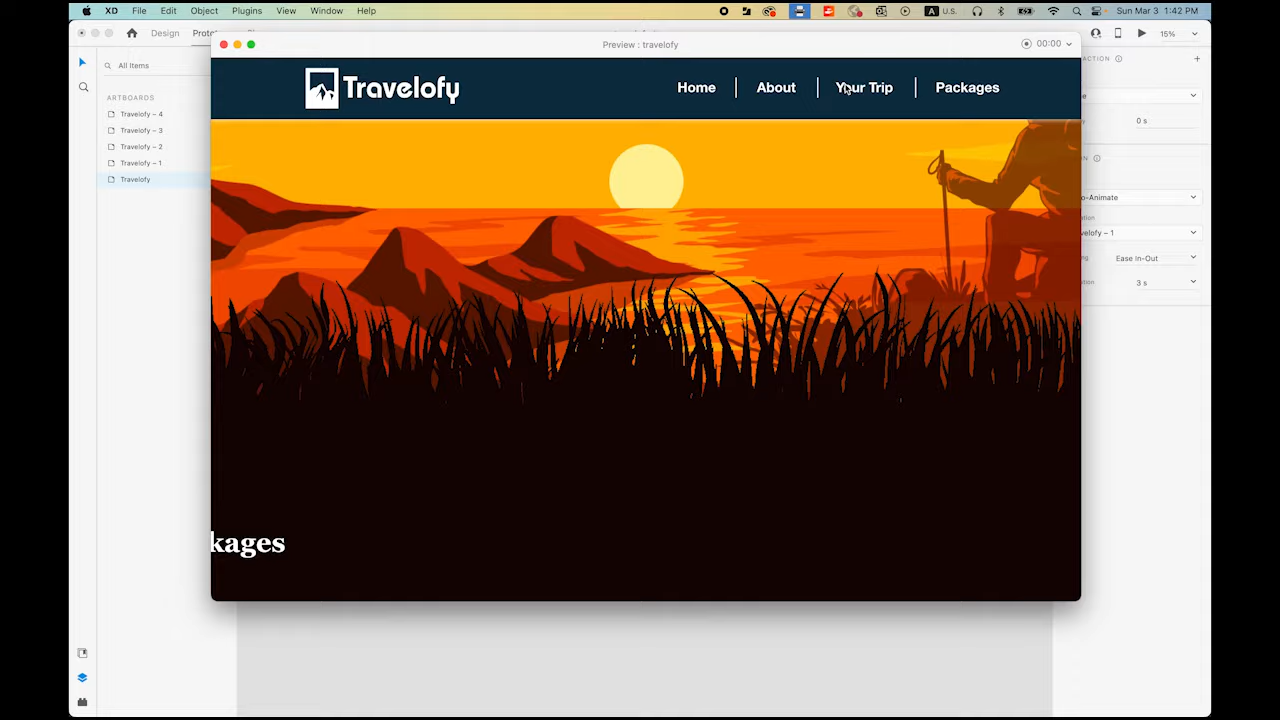 XD File Edit Object Plugins View Window Help
A U.S. Sun Mar 3 1:42 PM
Design
15%
Preview : travelofy
00:00
All Items
ARTBOARDS
Travelofy – 4
Travelofy – 3
Travelofy – 2
Travelofy – 1
Travelofy
Travelofy
Home About Your Trip Packages
kages
0 s
Ease In-Out
3 s